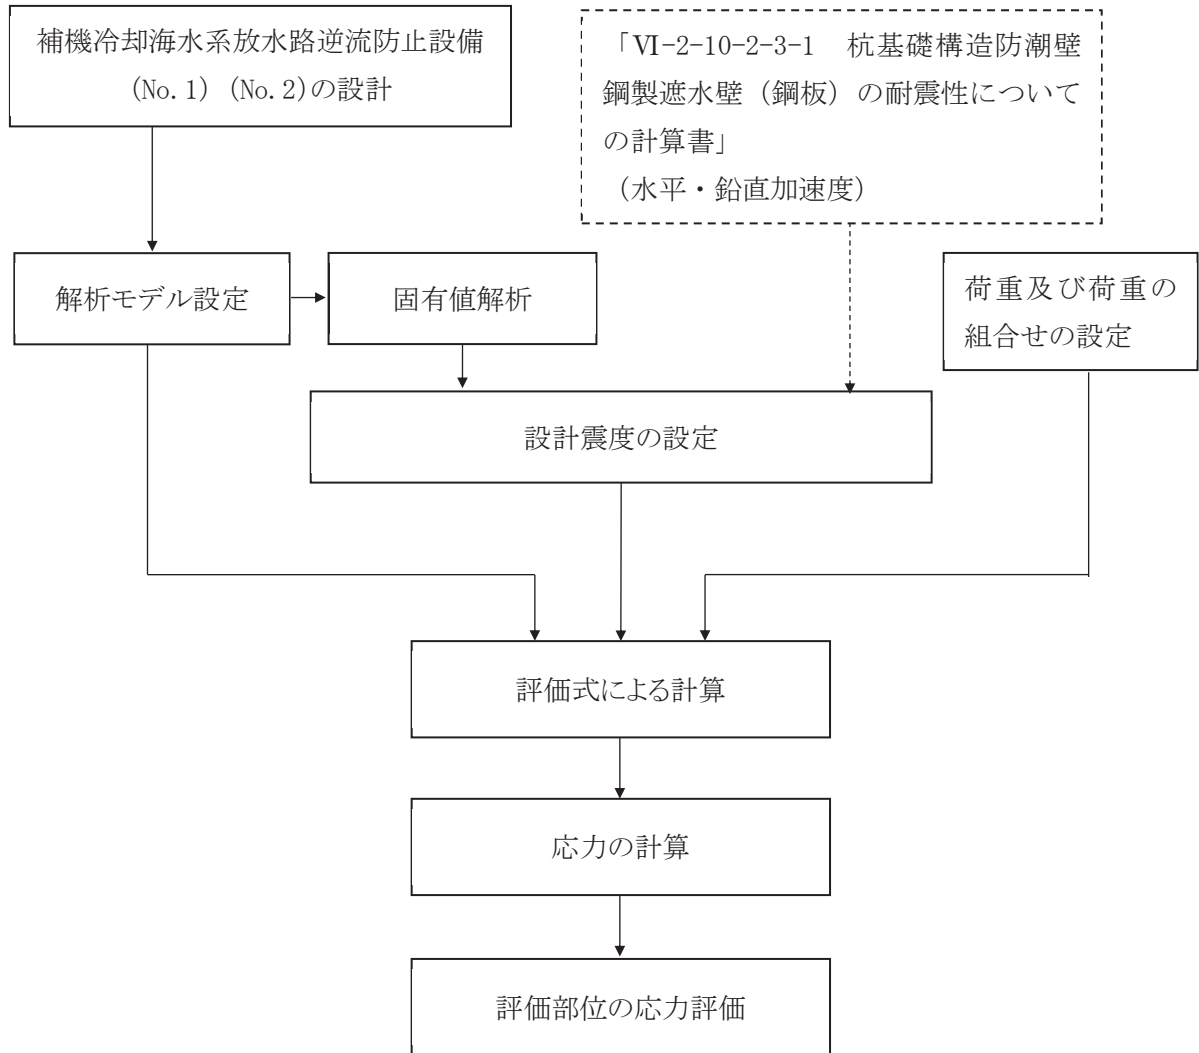 補機冷却海水系放水路逆流防止設備
(No.1) (No.2)の設計
「Ⅵ-2-10-2-3-1　杭基礎構造防潮壁
鋼製遮水壁（鋼板）の耐震性について
の計算書」
（水平・鉛直加速度）
解析モデル設定
固有値解析
荷重及び荷重の
組合せの設定
設計震度の設定
評価式による計算
応力の計算
評価部位の応力評価